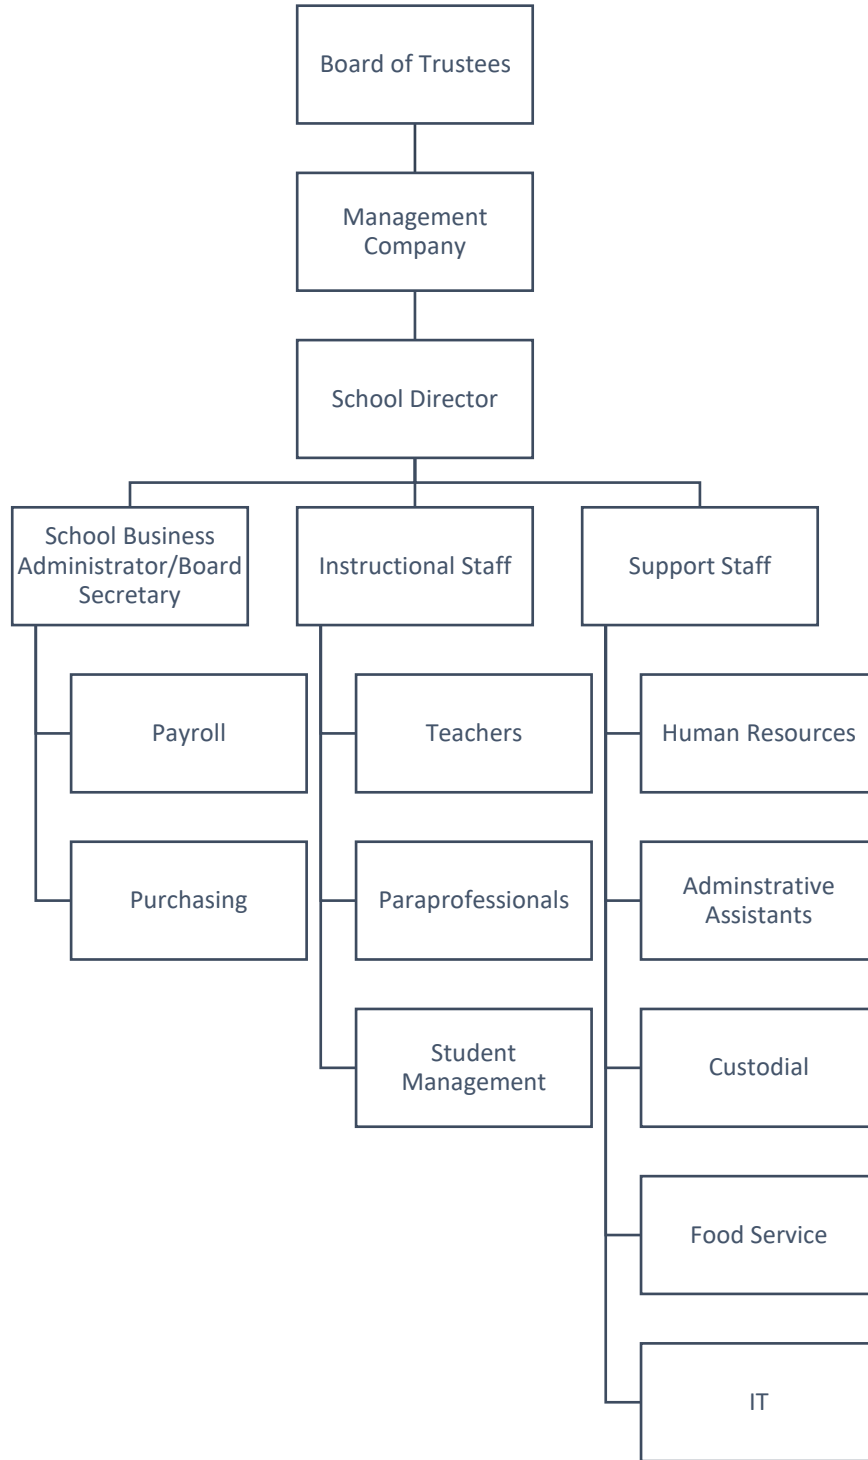 Board of Trustees
Management
Company
School Director
School Business
Administrator/Board
Secretary
Instructional Staff
Support Staff
Payroll
Teachers
Human Resources
Purchasing
Paraprofessionals
Adminstrative
Assistants
Student
Management
Custodial
Food Service
IT